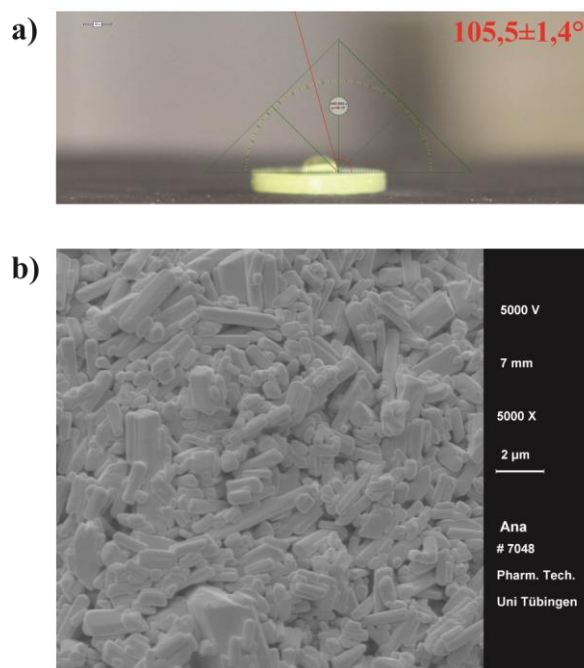 a)
105,5±1,4°
b)
5000 V
7 mm
5000 X
2 µm
Ana
# 7048
Pharm. Tech.
Uni Tübingen